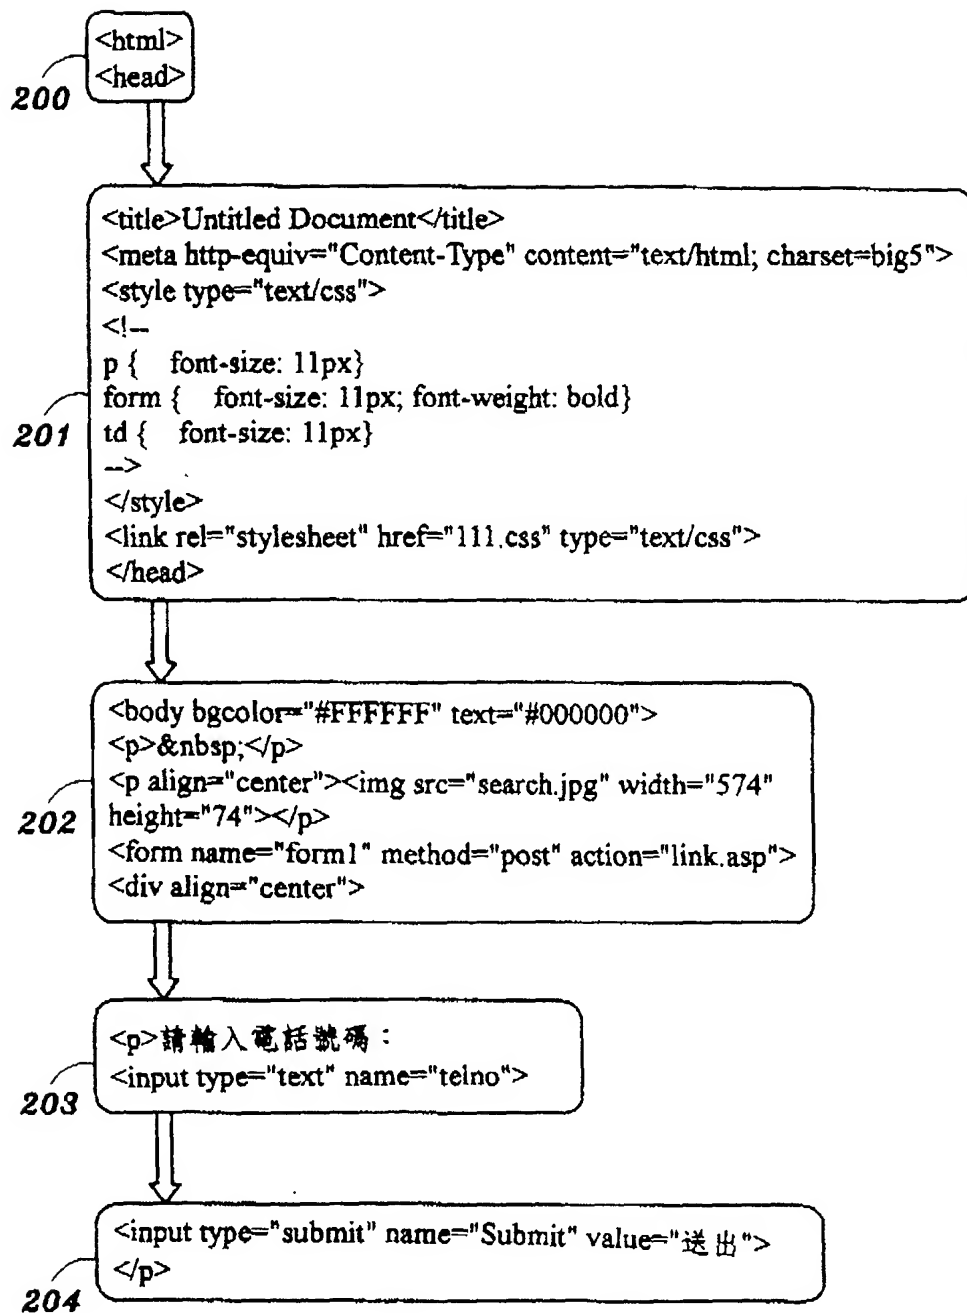 <html>
<head>
200
<title>Untitled Document</title>
<meta http-equiv="Content-Type" content="text/html; charset=big5">
<style type="text/css">
<!--
p {   font-size: 11px}
form {   font-size: 11px; font-weight: bold}
td {   font-size: 11px}
-->
</style>
<link rel="stylesheet" href="111.css" type="text/css">
</head>
201
<body bgcolor="#FFFFFF" text="#000000">
<p>&nbsp;</p>
<p align="center"><img src="search.jpg" width="574"
height="74"></p>
<form name="form1" method="post" action="link.asp">
<div align="center">
202
<p>請輸入電話號碼：
<input type="text" name="telno">
203
<input type="submit" name="Submit" value="送出">
</p>
204